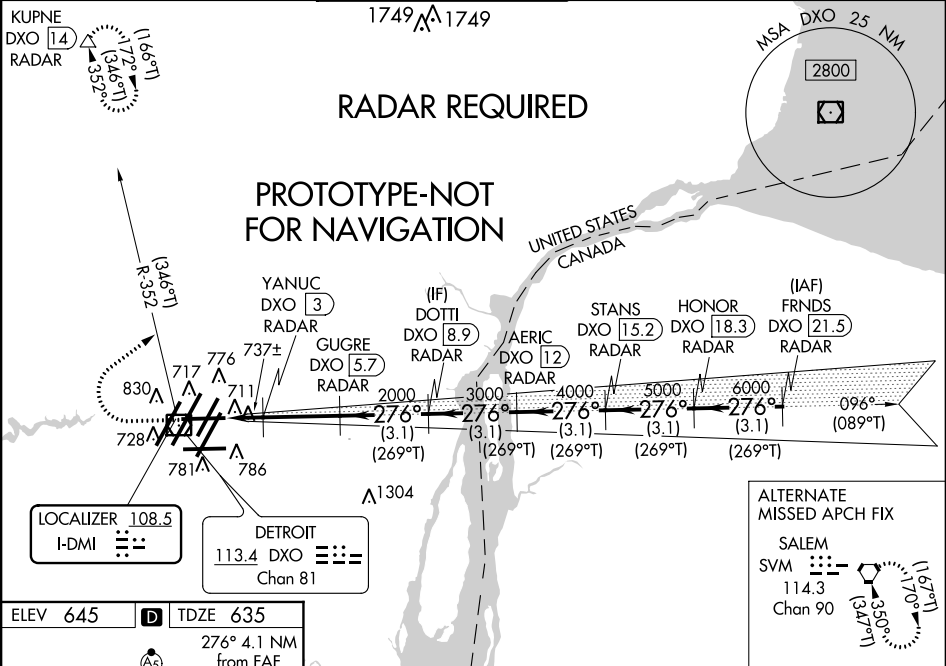 KUPNE
DXO 14
RADAR
(166°T)
172°
(346°T)
352°
1749 1749
MSA DXO 25 NM
2800
RADAR REQUIRED
PROTOTYPE-NOT
FOR NAVIGATION
UNITED STATES
CANADA
(346°T)
R-352
YANUC
DXO 3
RADAR
GUGRE
DXO 5.7
RADAR
(IF)
DOTTI
DXO 8.9
RADAR
AERIC
DXO 12
RADAR
STANS
DXO 15.2
RADAR
HONOR
DXO 18.3
RADAR
(IAF)
FRNDS
DXO 21.5
RADAR
830
717
776
737±
711
728
781
786
1304
2000
276°
(3.1)
(269°T)
3000
276°
(3.1)
(269°T)
4000
276°
(3.1)
(269°T)
5000
276°
(3.1)
(269°T)
6000
276°
(3.1)
(269°T)
096°
(089°T)
LOCALIZER 108.5
I-DMI
DETROIT
113.4 DXO
Chan 81
ALTERNATE
MISSED APCH FIX
SALEM
SVM
114.3
Chan 90
(167°T)
170°
350°
(347°T)
ELEV 645 D TDZE 635
276° 4.1 NM
from FAF
A5